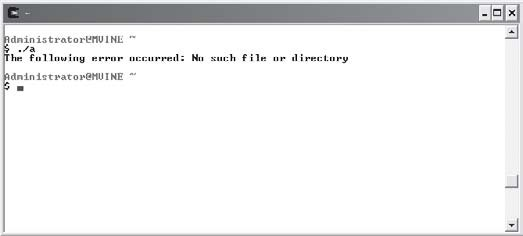 ~
Administrator@MVINE ~
$ ./a
The following error occurred: No such file or directory
Administrator@MVINE ~
$